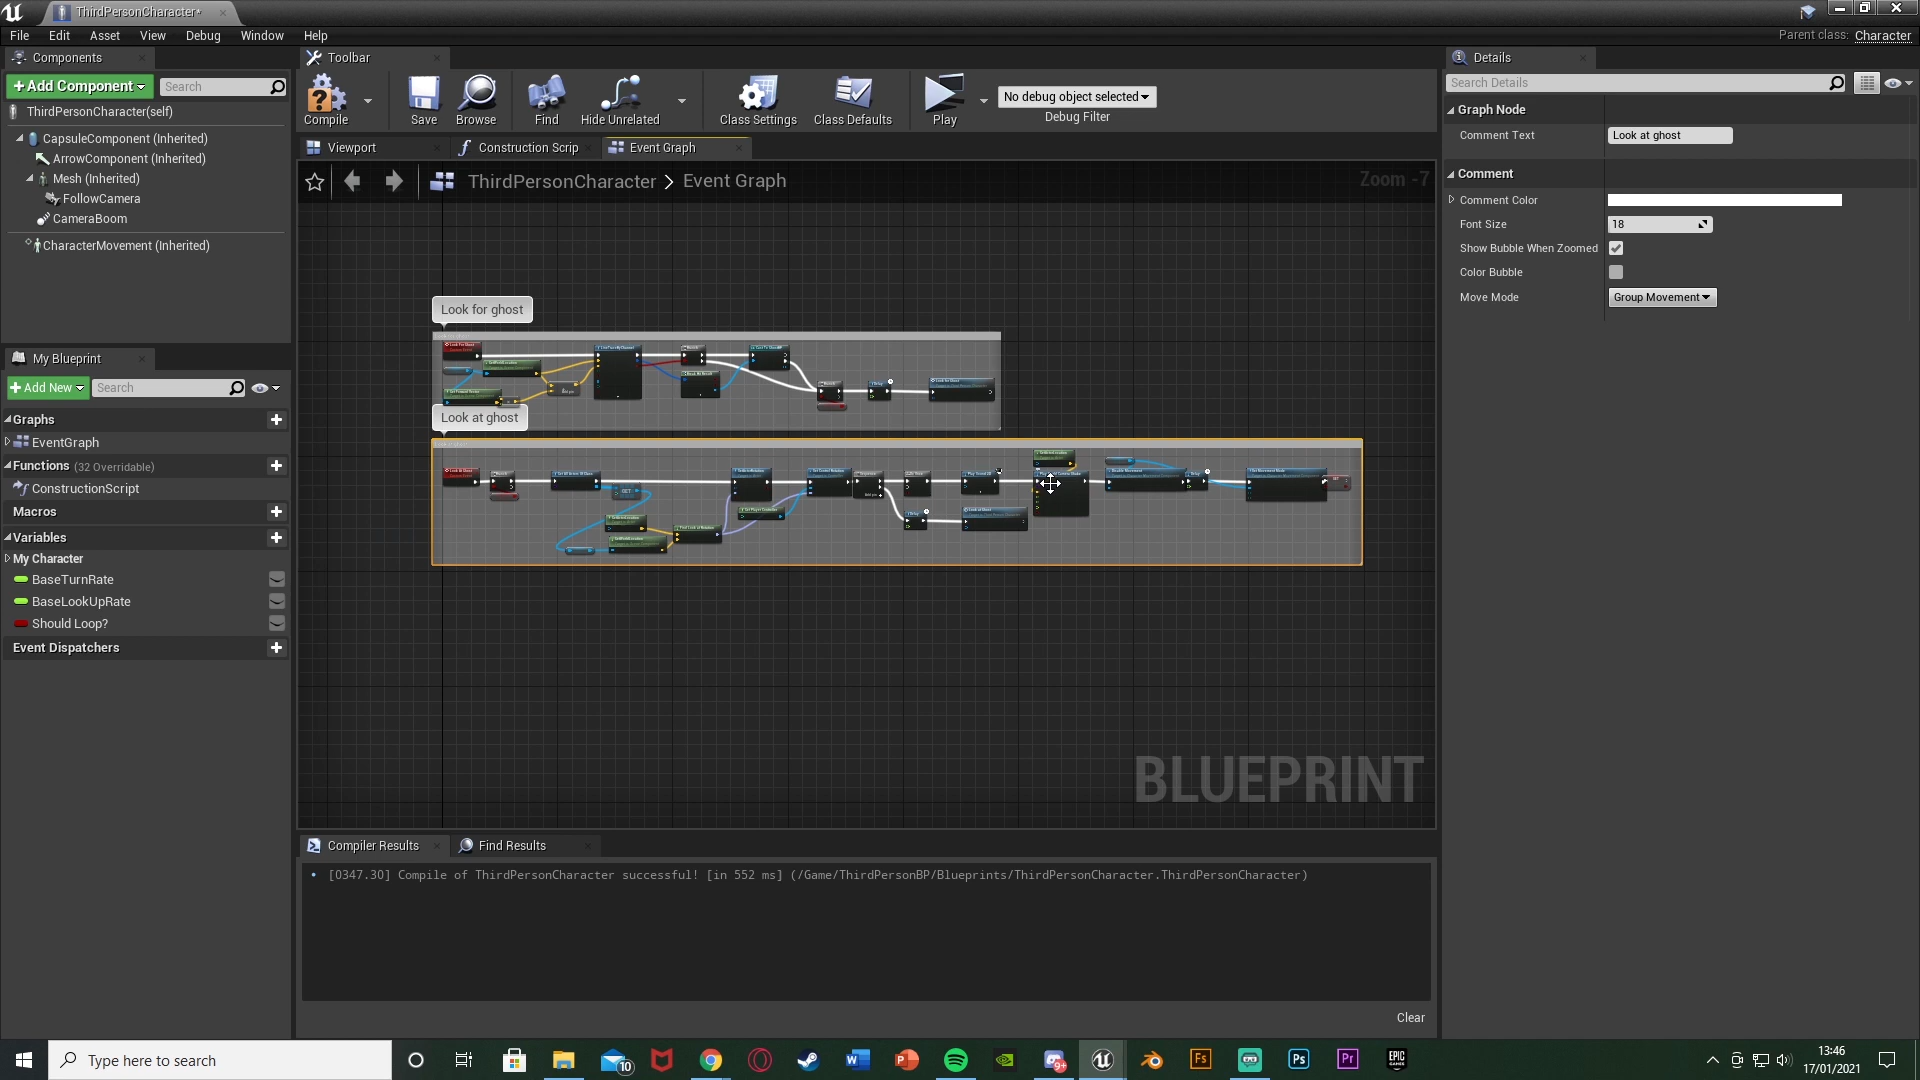 ThirdPersonCharacter*
File Edit Asset View Debug Window Help
Parent class: Character
Components
Toolbar
Details
+Add Component
Search
ThirdPersonCharacter(self)
CapsuleComponent (Inherited)
ArrowComponent (Inherited)
Mesh (Inherited)
FollowCamera
CameraBoom
CharacterMovement (Inherited)
Compile
Save
Browse
Find
Hide Unrelated
Class Settings
Class Defaults
Play
No debug object selected
Debug Filter
Viewport
Construction Scrip
Event Graph
ThirdPersonCharacter > Event Graph
Zoom -7
Look for ghost
Look at ghost
BLUEPRINT
My Blueprint
+Add New
Search
Graphs
EventGraph
Functions (32 Overridable)
ConstructionScript
Macros
Variables
My Character
BaseTurnRate
BaseLookUpRate
Should Loop?
Event Dispatchers
Compiler Results
Find Results
[0347.30] Compile of ThirdPersonCharacter successful! [in 552 ms] (/Game/ThirdPersonBP/Blueprints/ThirdPersonCharacter.ThirdPersonCharacter)
Clear
Search Details
Graph Node
Comment Text
Look at ghost
Comment
Comment Color
Font Size
18
Show Bubble When Zoomed
Color Bubble
Move Mode
Group Movement
Type here to search
10
9+
Fs
Ps
Pr
EPIC
GAMES
13:46
17/01/2021